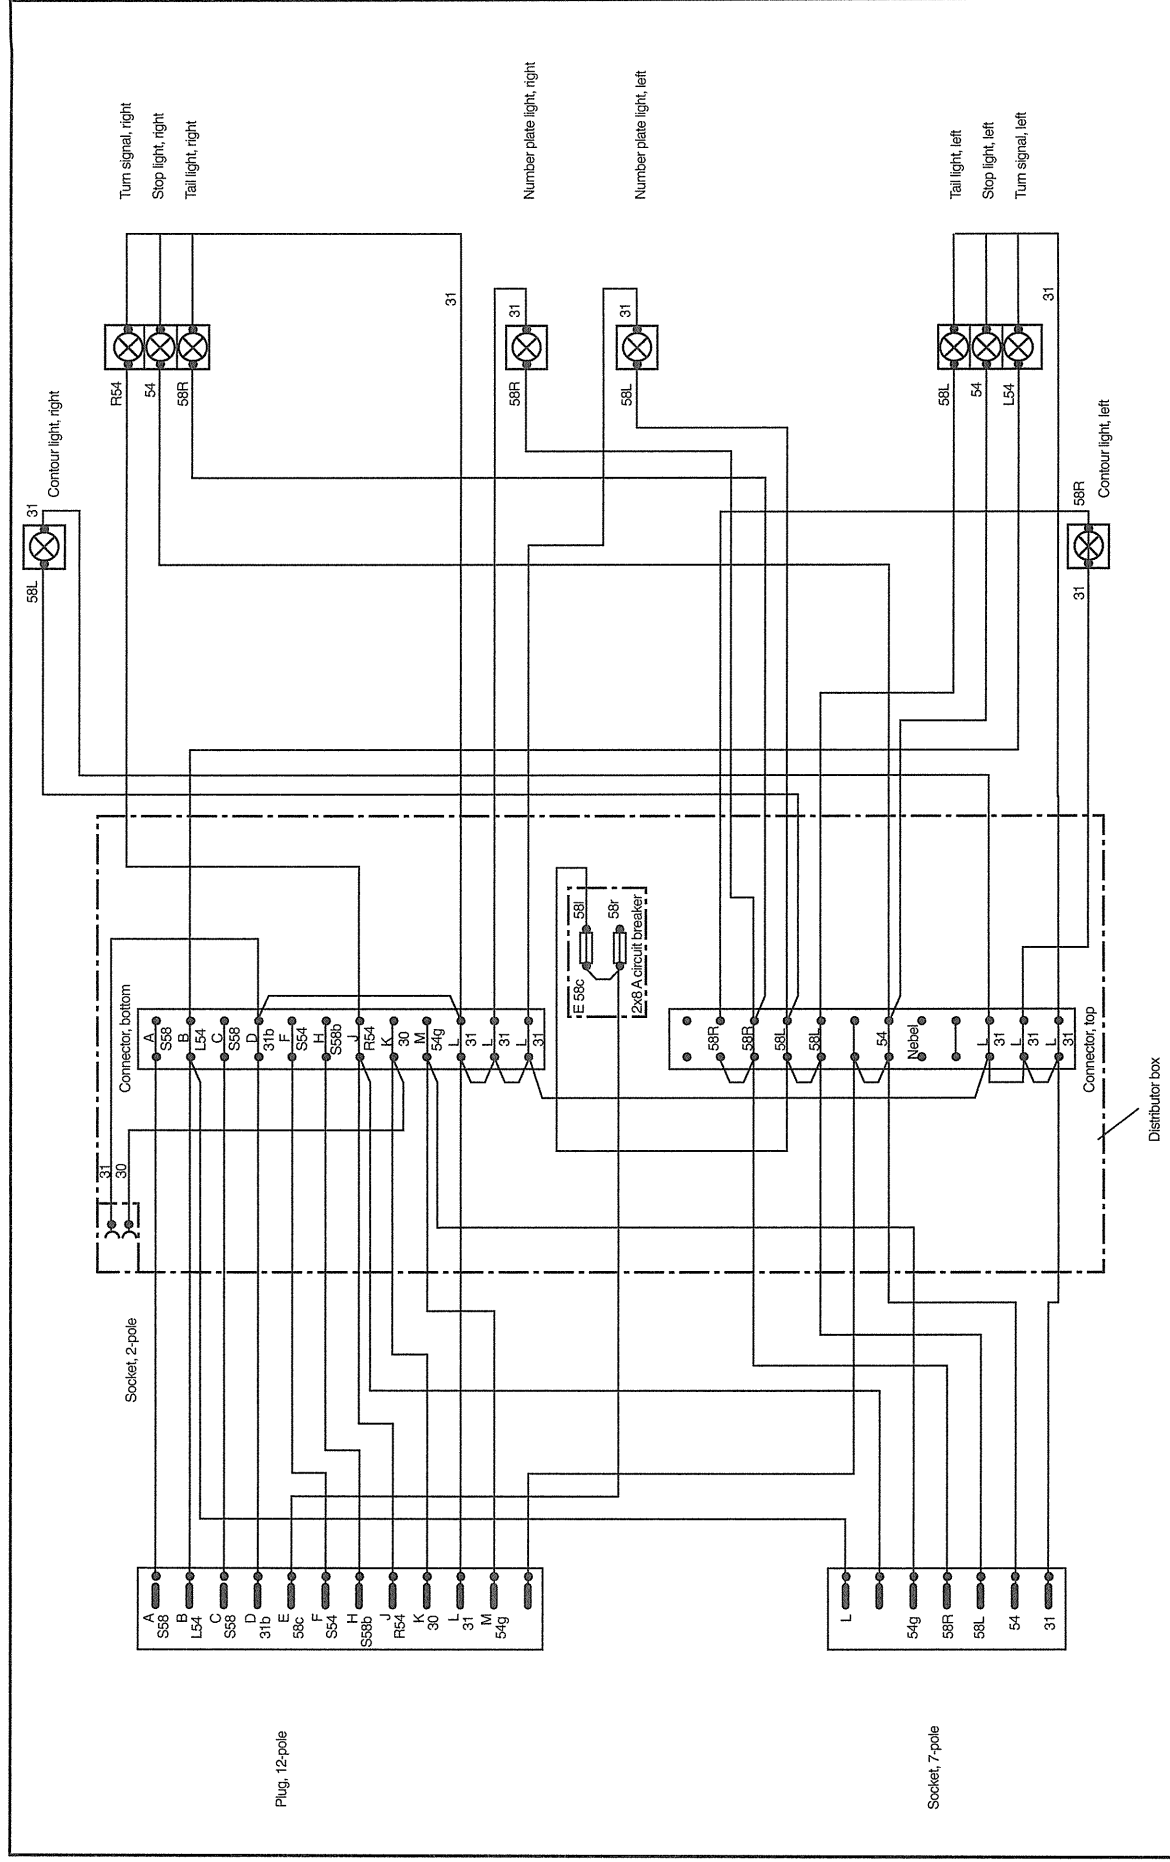 Turn signal, right
Stop light, right
Tail light, right
Number plate light, right
Number plate light, left
Tail light, left
Stop light, left
Turn signal, left
31
31
31
31
R54
54
58R
58R
58L
58L
54
L54
Contour light, right
31
58L
Contour light, left
58R
31
Connector, bottom
A
S58
B
L54
C
S58
D
31b
F
S54
H
S58b
J
R54
K
30
M
54g
L
31
L
31
L
31
58l
58r
E 58c
2x8 A circuit breaker
58R
58R
58L
58L
54
Nebel
L
31
L
31
L
31
Connector, top
Distributor box
31
30
Socket, 2-pole
A
S58
B
L54
C
S58
D
31b
E
58c
F
S54
H
S58b
J
R54
K
30
L
31
M
54g
L
54g
58R
58L
54
31
Plug, 12-pole
Socket, 7-pole